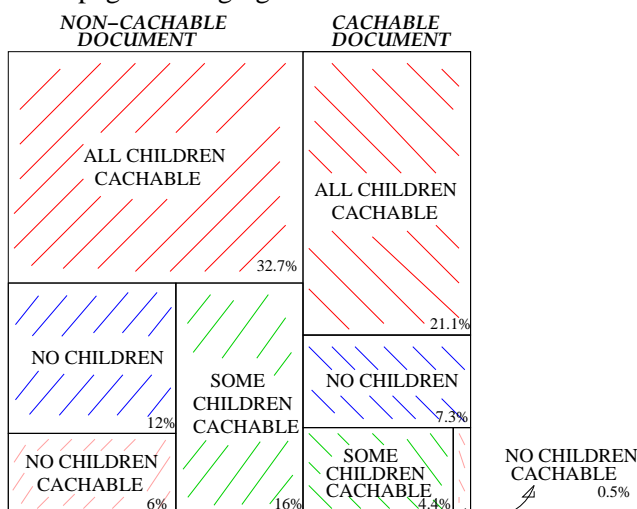 NON-CACHABLE
DOCUMENT
CACHABLE
DOCUMENT
ALL CHILDREN
CACHABLE
32.7%
ALL CHILDREN
CACHABLE
21.1%
NO CHILDREN
12%
SOME
CHILDREN
CACHABLE
16%
NO CHILDREN
CACHABLE
6%
NO CHILDREN
7.3%
SOME
CHILDREN
CACHABLE
4.4%
NO CHILDREN
CACHABLE
0.5%